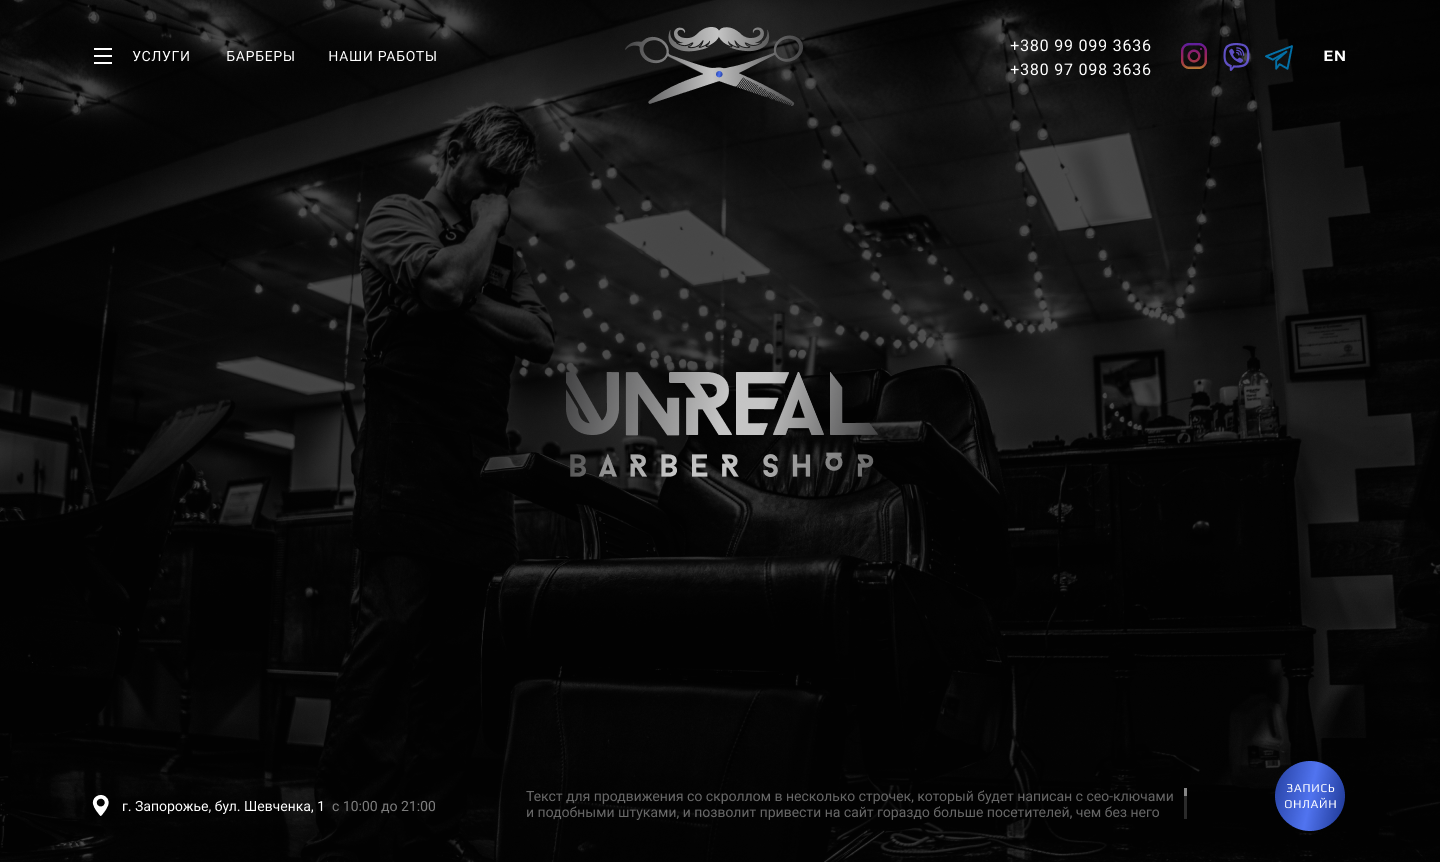 УСЛУГИ
БАРБЕРЫ
НАШИ РАБОТЫ
+380 99 099 3636
+380 97 098 3636
EN
UNREAL
BARBER SHOP
г. Запорожье, бул. Шевченка, 1 с 10:00 до 21:00
Текст для продвижения со скроллом в несколько строчек, который будет написан с сео-ключами
и подобными штуками, и позволит привести на сайт гораздо больше посетителей, чем без него
ЗАПИСЬ
ОНЛАЙН